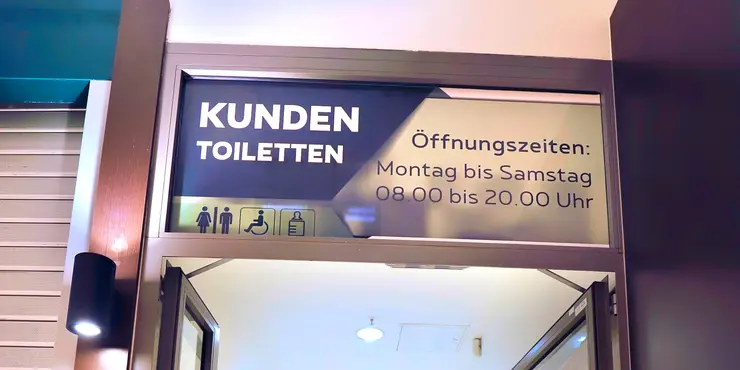 KUNDEN
TOILETTEN
Öffnungszeiten:
Montag bis Samstag
08.00 bis 20.00 Uhr